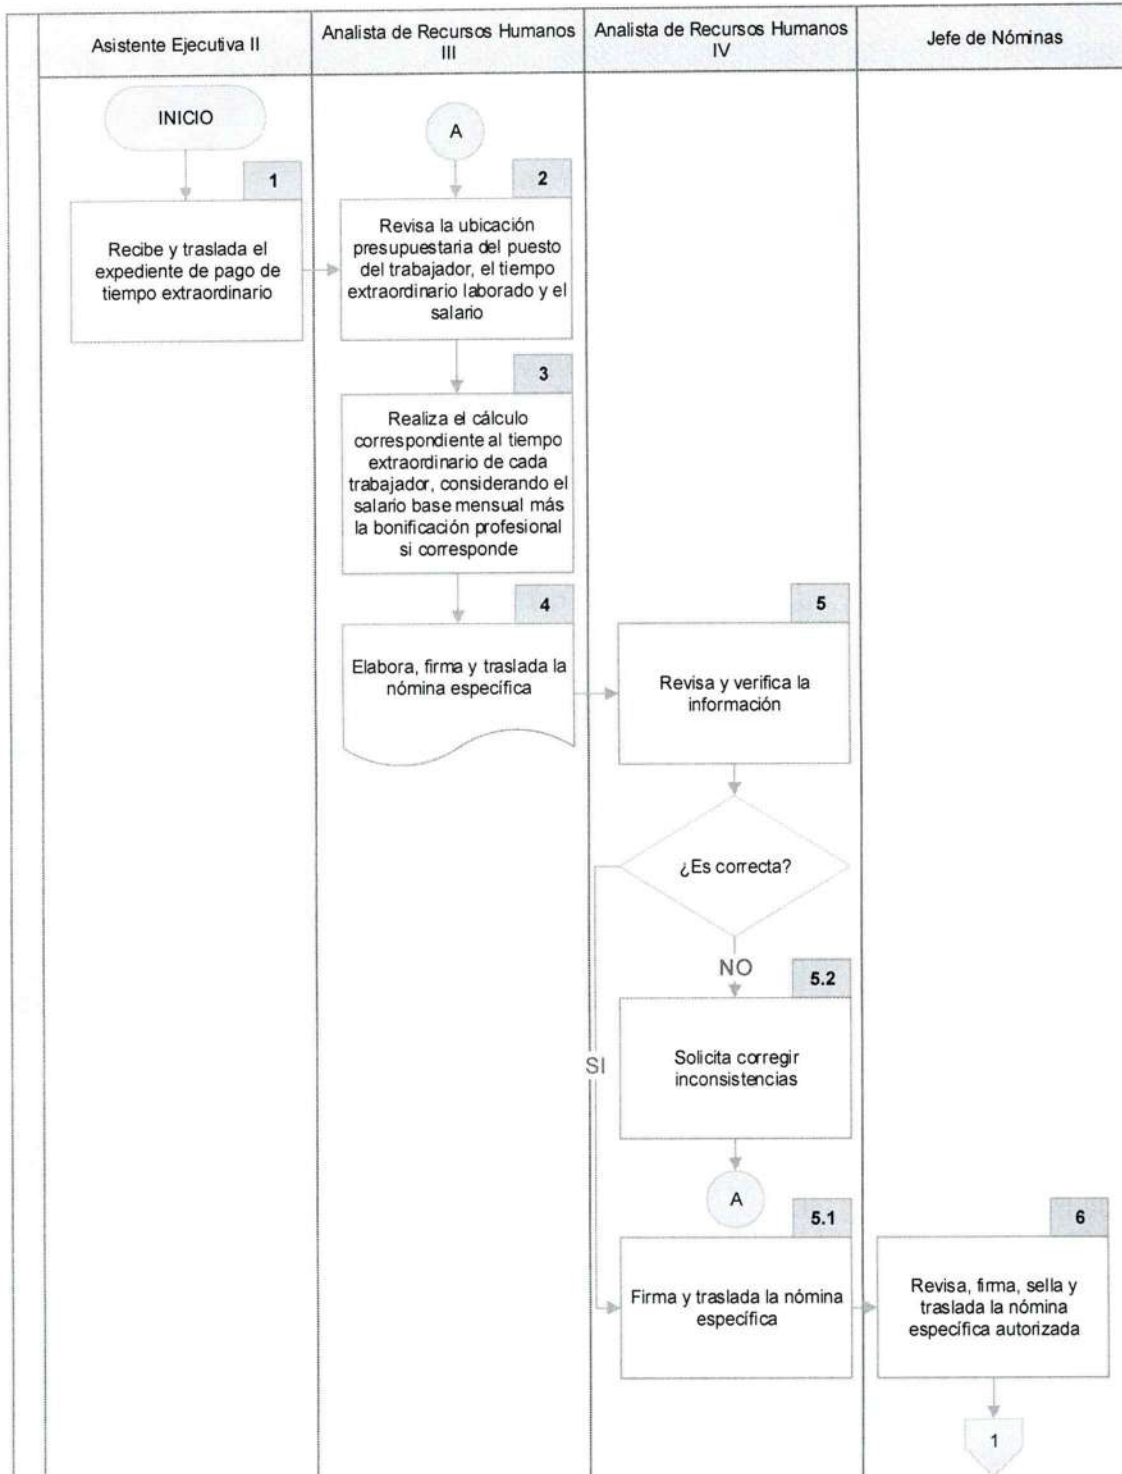 Asistente Ejecutiva II
Analista de Recursos Humanos
III
Analista de Recursos Humanos
IV
Jefe de Nóminas
INICIO
A
1
Recibe y traslada el
expediente de pago de
tiempo extraordinario
2
Revisa la ubicación
presupuestaria del puesto
del trabajador, el tiempo
extraordinario laborado y el
salario
3
Realiza el cálculo
correspondiente al tiempo
extraordinario de cada
trabajador, considerando el
salario base mensual más
la bonificación profesional
si corresponde
4
Elabora, firma y traslada la
nómina específica
5
Revisa y verifica la
información
¿Es correcta?
NO
5.2
Solicita corregir
inconsistencias
SI
A
5.1
Firma y traslada la nómina
específica
6
Revisa, firma, sella y
traslada la nómina
específica autorizada
1